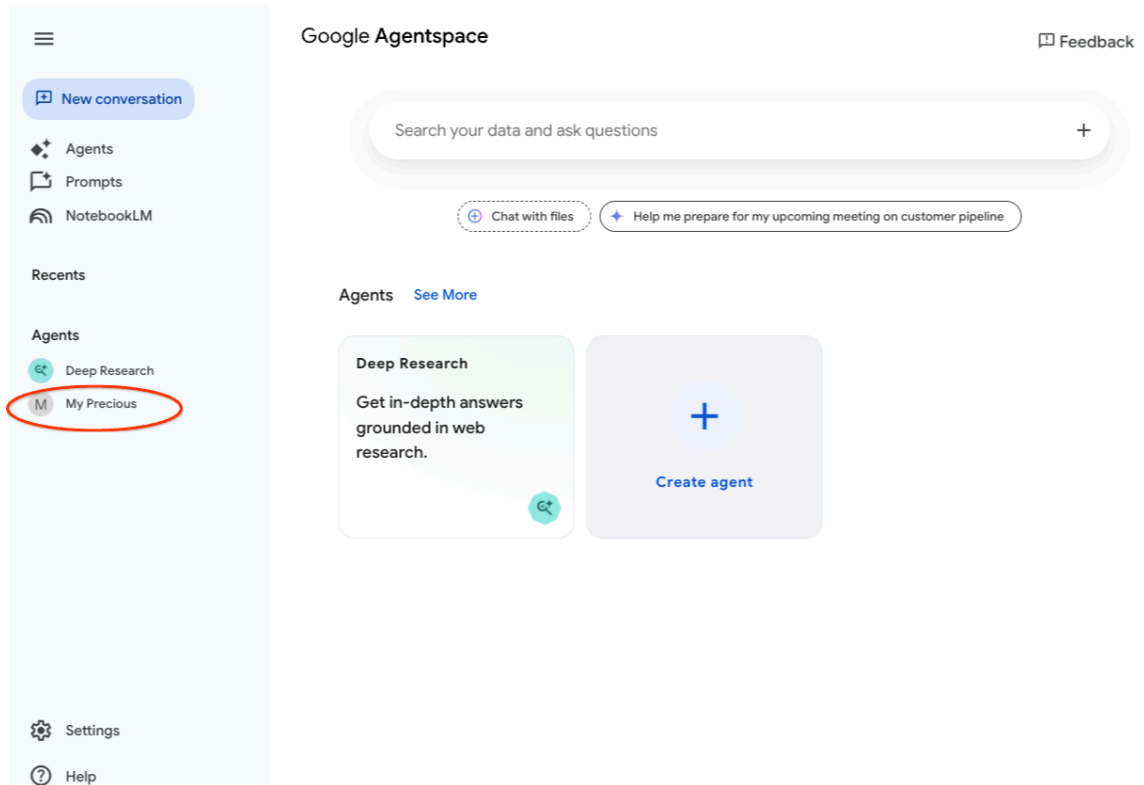 Google Agentspace
Feedback
New conversation
Agents
Prompts
NotebookLM
Recents
Agents
Deep Research
M
My Precious
Settings
Help
Search your data and ask questions
Chat with files
Help me prepare for my upcoming meeting on customer pipeline
Agents See More
Deep Research
Get in-depth answers
grounded in web
research.
Create agent